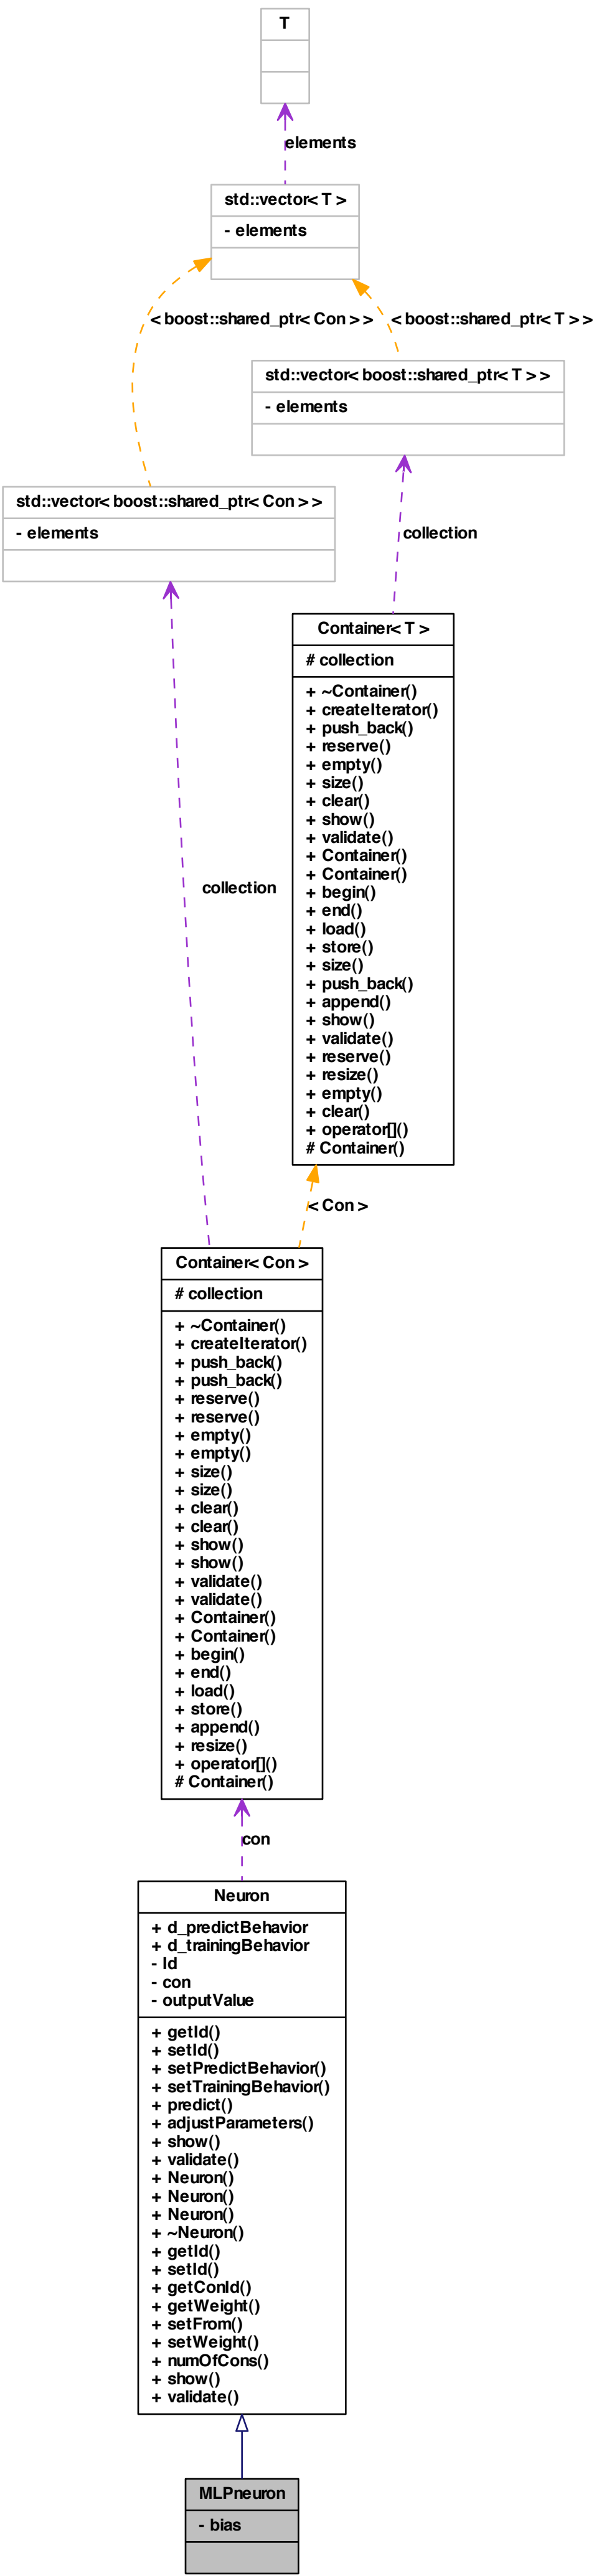 T
elements
std::vector< T >
- elements
< boost::shared_ptr< Con > >
< boost::shared_ptr< T > >
std::vector< boost::shared_ptr< T > >
- elements
std::vector< boost::shared_ptr< Con > >
- elements
collection
Container< T >
# collection
+ ~Container()
+ createIterator()
+ push_back()
+ reserve()
+ empty()
+ size()
+ clear()
+ show()
+ validate()
+ Container()
+ Container()
+ begin()
+ end()
+ load()
+ store()
+ size()
+ push_back()
+ append()
+ show()
+ validate()
+ reserve()
+ resize()
+ empty()
+ clear()
+ operator[]()
# Container()
collection
< Con >
Container< Con >
# collection
+ ~Container()
+ createIterator()
+ push_back()
+ push_back()
+ reserve()
+ reserve()
+ empty()
+ empty()
+ size()
+ size()
+ clear()
+ clear()
+ show()
+ show()
+ validate()
+ validate()
+ Container()
+ Container()
+ begin()
+ end()
+ load()
+ store()
+ append()
+ resize()
+ operator[]()
# Container()
con
Neuron
+ d_predictBehavior
+ d_trainingBehavior
- Id
- con
- outputValue
+ getId()
+ setId()
+ setPredictBehavior()
+ setTrainingBehavior()
+ predict()
+ adjustParameters()
+ show()
+ validate()
+ Neuron()
+ Neuron()
+ Neuron()
+ ~Neuron()
+ getId()
+ setId()
+ getConId()
+ getWeight()
+ setFrom()
+ setWeight()
+ numOfCons()
+ show()
+ validate()
MLPneuron
- bias